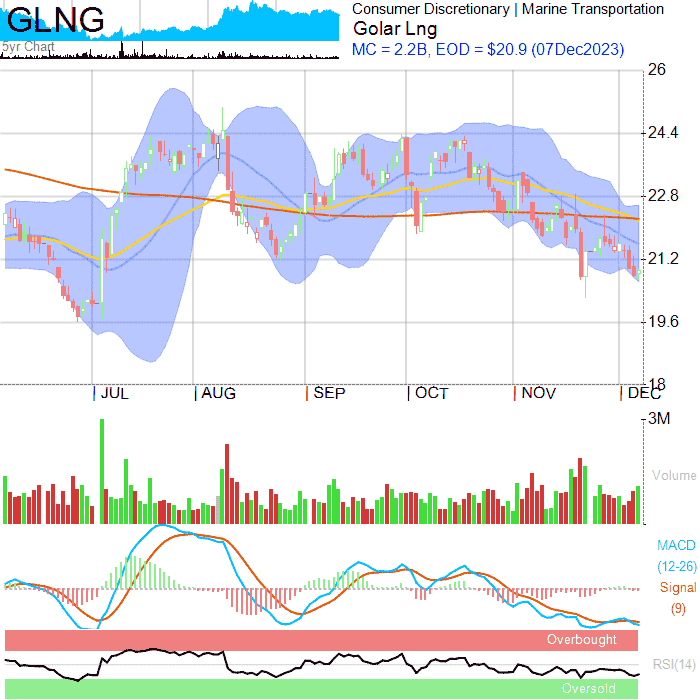 GLNG
5yr Chart
Consumer Discretionary | Marine Transportation
Golar Lng
MC = 2.2B, EOD = $20.9 (07Dec2023)
26
24.4
22.8
21.2
19.6
18
JUL
AUG
SEP
OCT
NOV
DEC
3M
Volume
MACD
(12-26)
Signal
(9)
Overbought
RSI(14)
Oversold